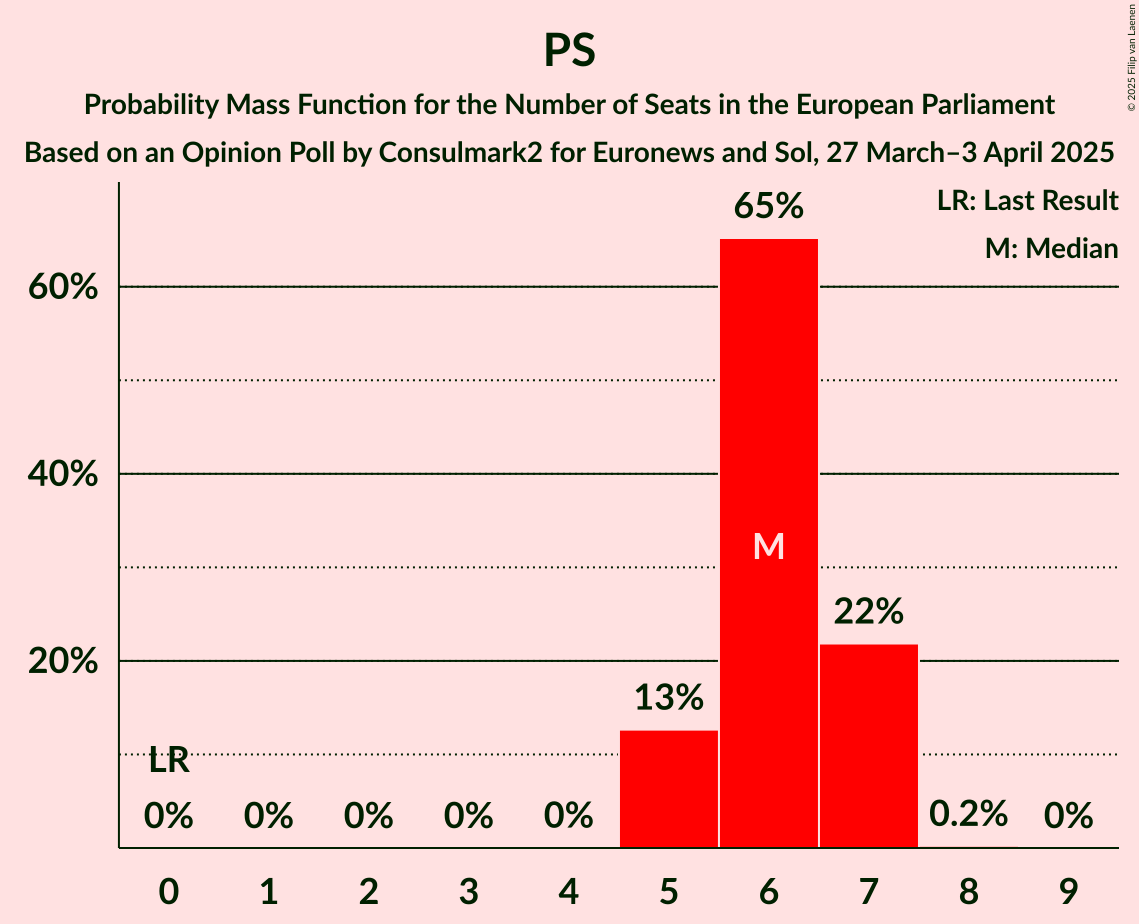 PS
Probability Mass Function for the Number of Seats in the European Parliament
Based on an Opinion Poll by Consulmark2 for Euronews and Sol, 27 March–3 April 2025
© 2025 Filip van Laenen
LR: Last Result
M: Median
65%
60%
40%
M
22%
20%
13%
LR
0% 0% 0% 0% 0% 0.2% 0%
0 1 2 3 4 5 6 7 8 9